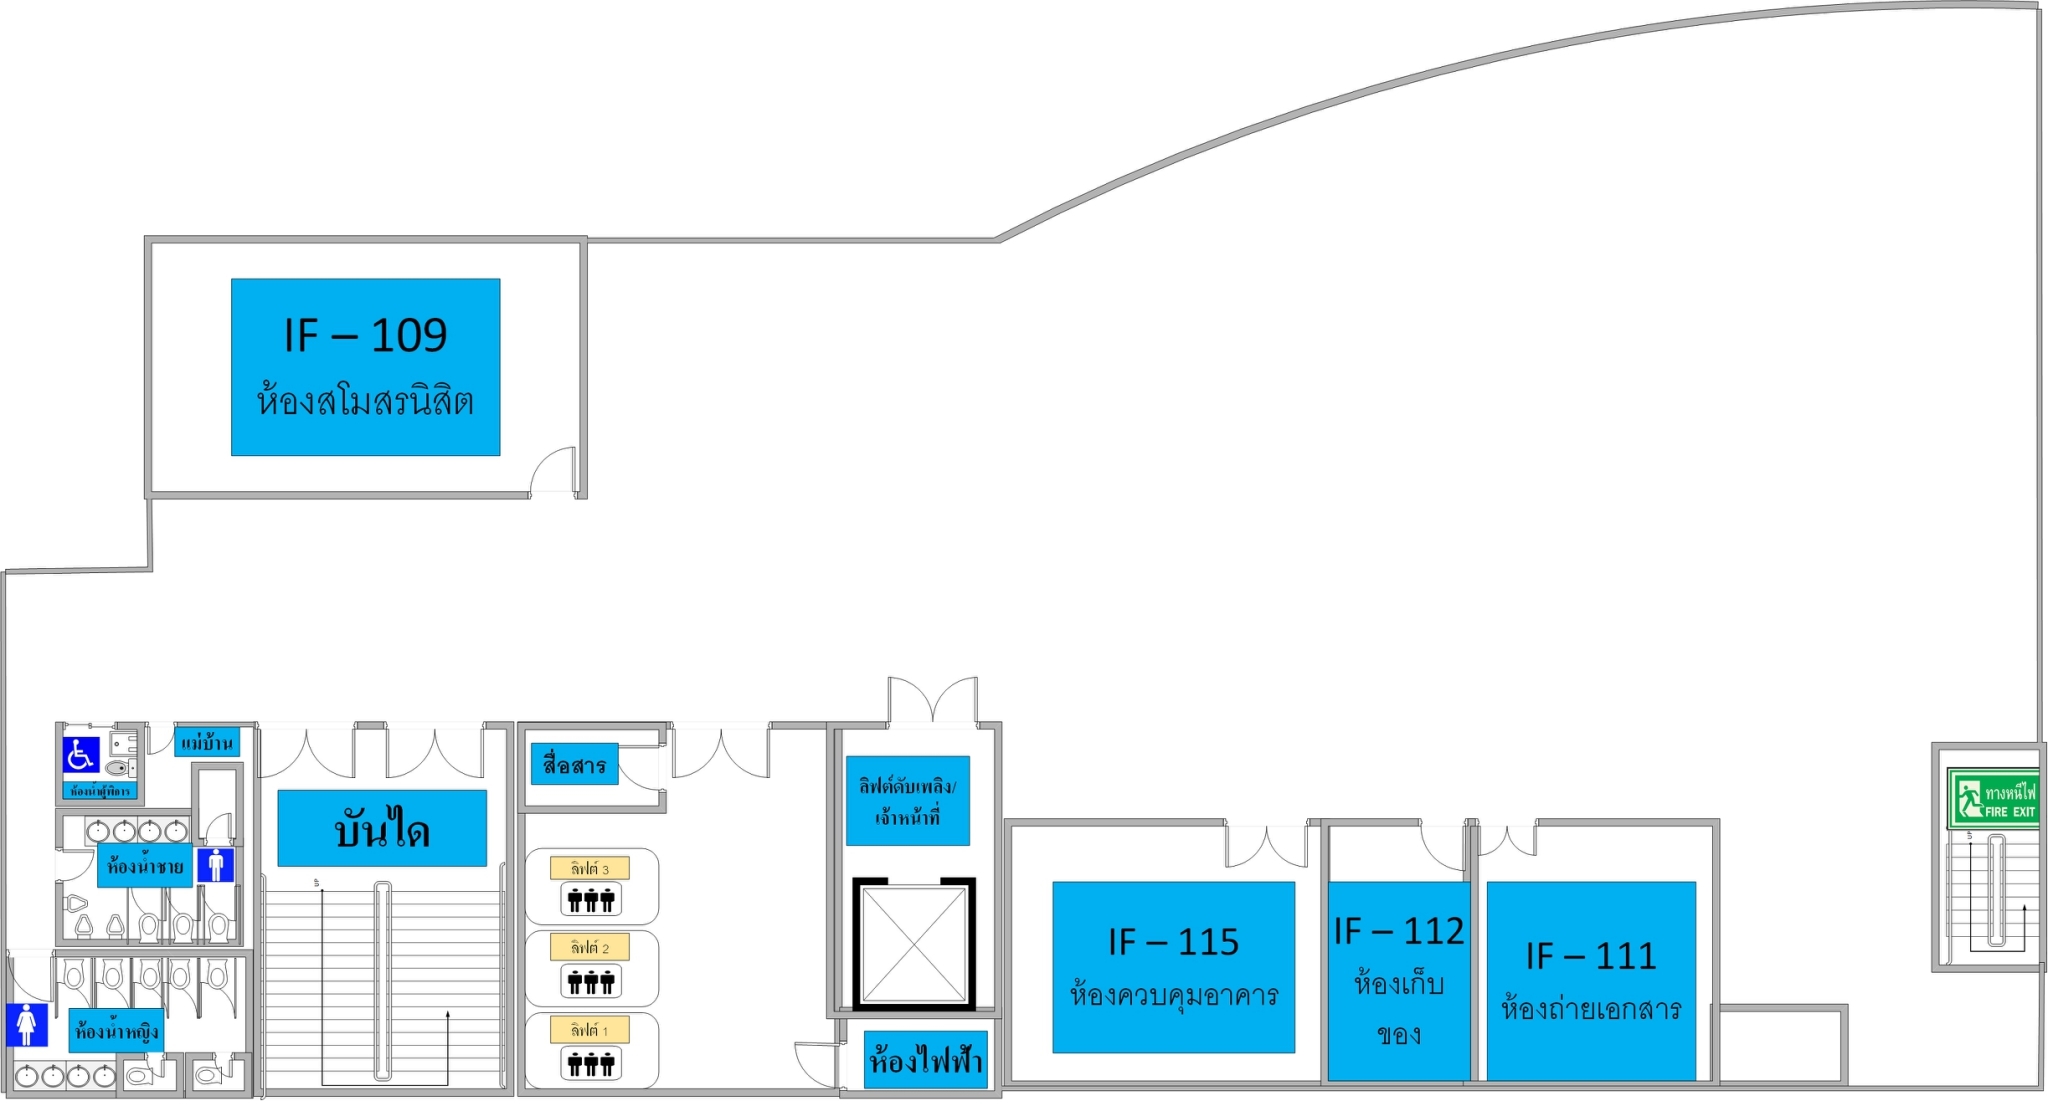 IF – 109
ห้องสโมสรนิสิต
แม่บ้าน
ห้องน้ำผู้พิการ
ห้องน้ำชาย
ห้องน้ำหญิง
บันได
UP
สื่อสาร
ลิฟต์ 3
ลิฟต์ 2
ลิฟต์ 1
ลิฟต์ดับเพลิง/
เจ้าหน้าที่
ห้องไฟฟ้า
IF – 115
ห้องควบคุมอาคาร
IF – 112
ห้องเก็บ
ของ
IF – 111
ห้องถ่ายเอกสาร
ทางหนีไฟ
FIRE EXIT
UP